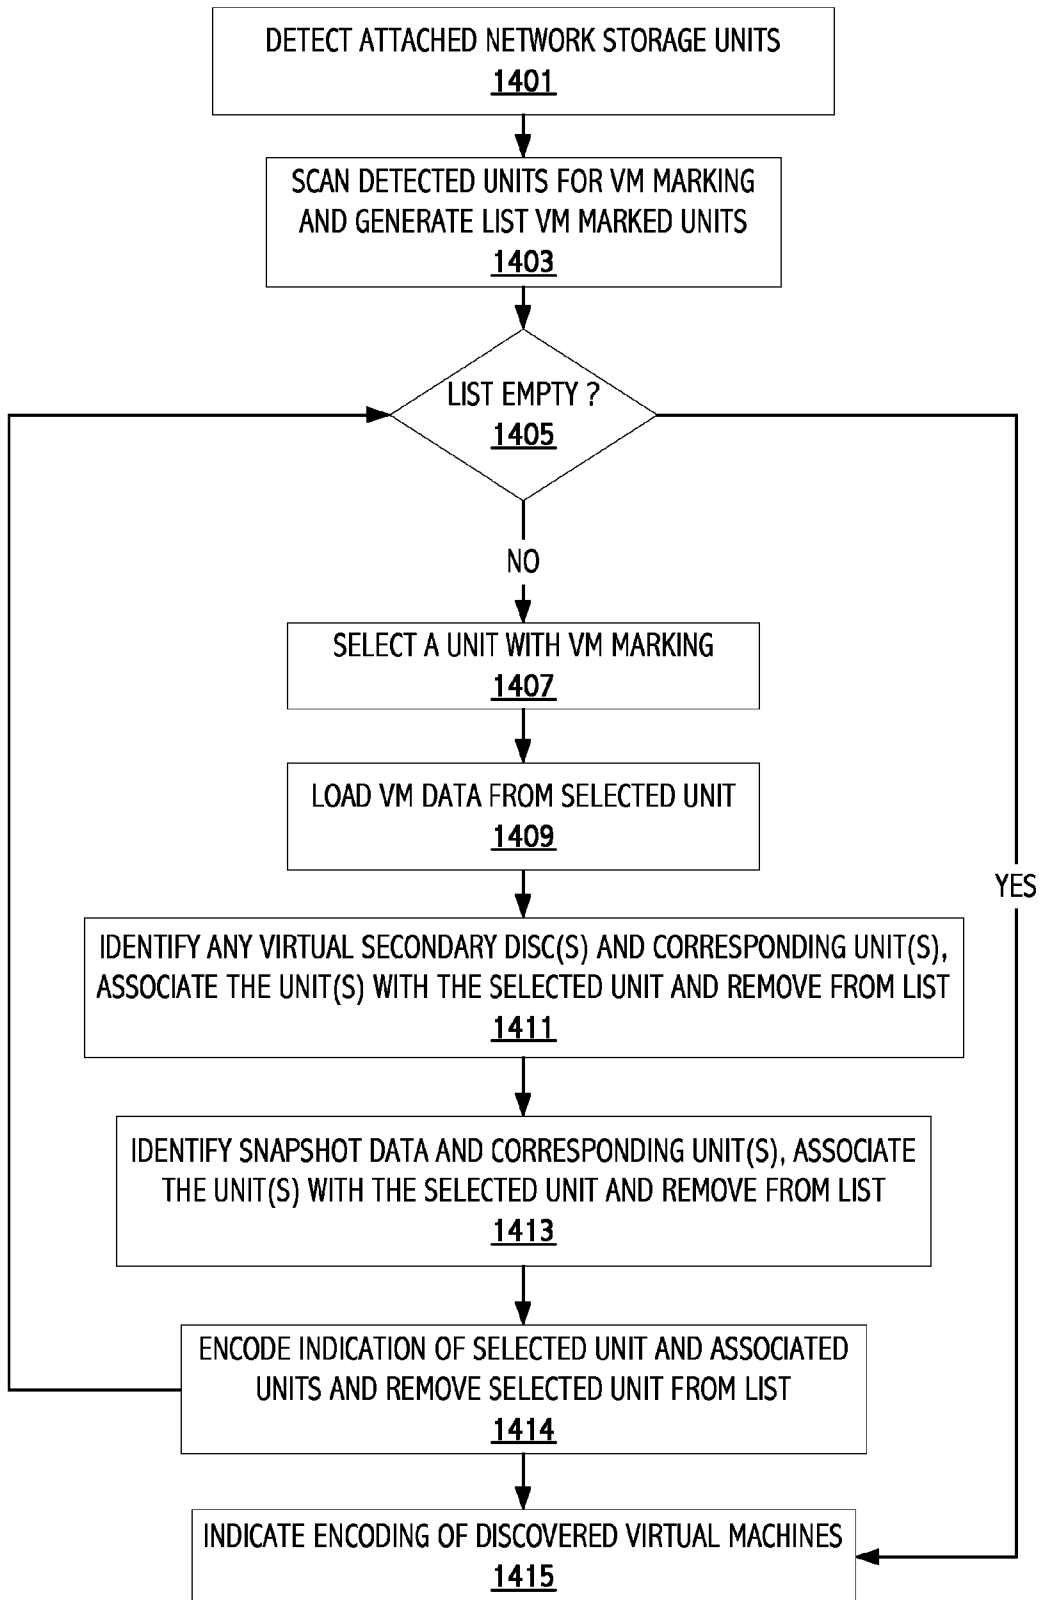 DETECT ATTACHED NETWORK STORAGE UNITS
1401
SCAN DETECTED UNITS FOR VM MARKING
AND GENERATE LIST VM MARKED UNITS
1403
LIST EMPTY ?
1405
NO
SELECT A UNIT WITH VM MARKING
1407
LOAD VM DATA FROM SELECTED UNIT
1409
YES
IDENTIFY ANY VIRTUAL SECONDARY DISC(S) AND CORRESPONDING UNIT(S),
ASSOCIATE THE UNIT(S) WITH THE SELECTED UNIT AND REMOVE FROM LIST
1411
IDENTIFY SNAPSHOT DATA AND CORRESPONDING UNIT(S), ASSOCIATE
THE UNIT(S) WITH THE SELECTED UNIT AND REMOVE FROM LIST
1413
ENCODE INDICATION OF SELECTED UNIT AND ASSOCIATED
UNITS AND REMOVE SELECTED UNIT FROM LIST
1414
INDICATE ENCODING OF DISCOVERED VIRTUAL MACHINES
1415